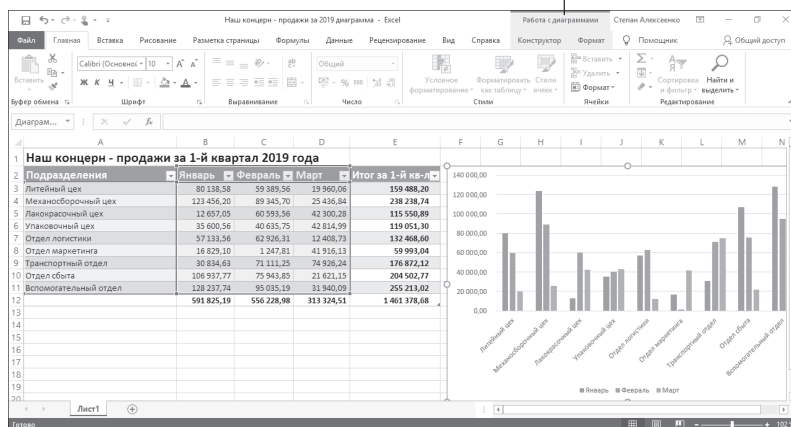 Наш концерн - продажи за 2019 диаграмма - Excel
Работа с диаграммами
Степан Алексеенко
Файл Главная Вставка Рисование Разметка страницы Формулы Данные Рецензирование Вид Справка Конструктор Формат Помощник Общий доступ
Вставить
Calibri (Основной 10
Ж К Ч
Общий
% 000
Условное форматирование
Форматировать как таблицу
Стили ячеек
Вставить
Удалить
Формат
Сортировка и фильтр
Найти и выделить
Буфер обмена Шрифт Выравнивание Число Стили Ячейки Редактирование
Диаграм... fx
A B C D E F G H I J K L M N
1 Наш концерн - продажи за 1-й квартал 2019 года
2 Подразделения Январь Февраль Март Итог за 1-й кв-л
3 Литейный цех 80 138,58 59 389,56 19 960,06 159 488,20
4 Механосборочный цех 123 456,20 89 345,70 25 436,84 238 238,74
5 Лакокрасочный цех 12 657,05 60 593,56 42 300,28 115 550,89
6 Упаковочный цех 35 600,56 40 635,75 42 814,99 119 051,30
7 Отдел логистики 57 133,56 62 926,31 12 408,73 132 468,60
8 Отдел маркетинга 16 829,10 1 247,81 41 916,13 59 993,04
9 Транспортный отдел 30 834,63 71 111,25 74 926,24 176 872,12
10 Отдел сбыта 106 937,77 75 943,85 21 621,15 204 502,77
11 Вспомогательный отдел 128 237,74 95 035,19 31 940,09 255 213,02
12 591 825,19 556 228,98 313 324,51 1 461 378,68
13
14
15
16
17
18
19
20
140 000,00
120 000,00
100 000,00
80 000,00
60 000,00
40 000,00
20 000,00
0,00
Литейный цех
Механосборочный цех
Лакокрасочный цех
Упаковочный цех
Отдел логистики
Отдел маркетинга
Транспортный отдел
Отдел сбыта
Вспомогательный отдел
Январь Февраль Март
Лист1
Готово